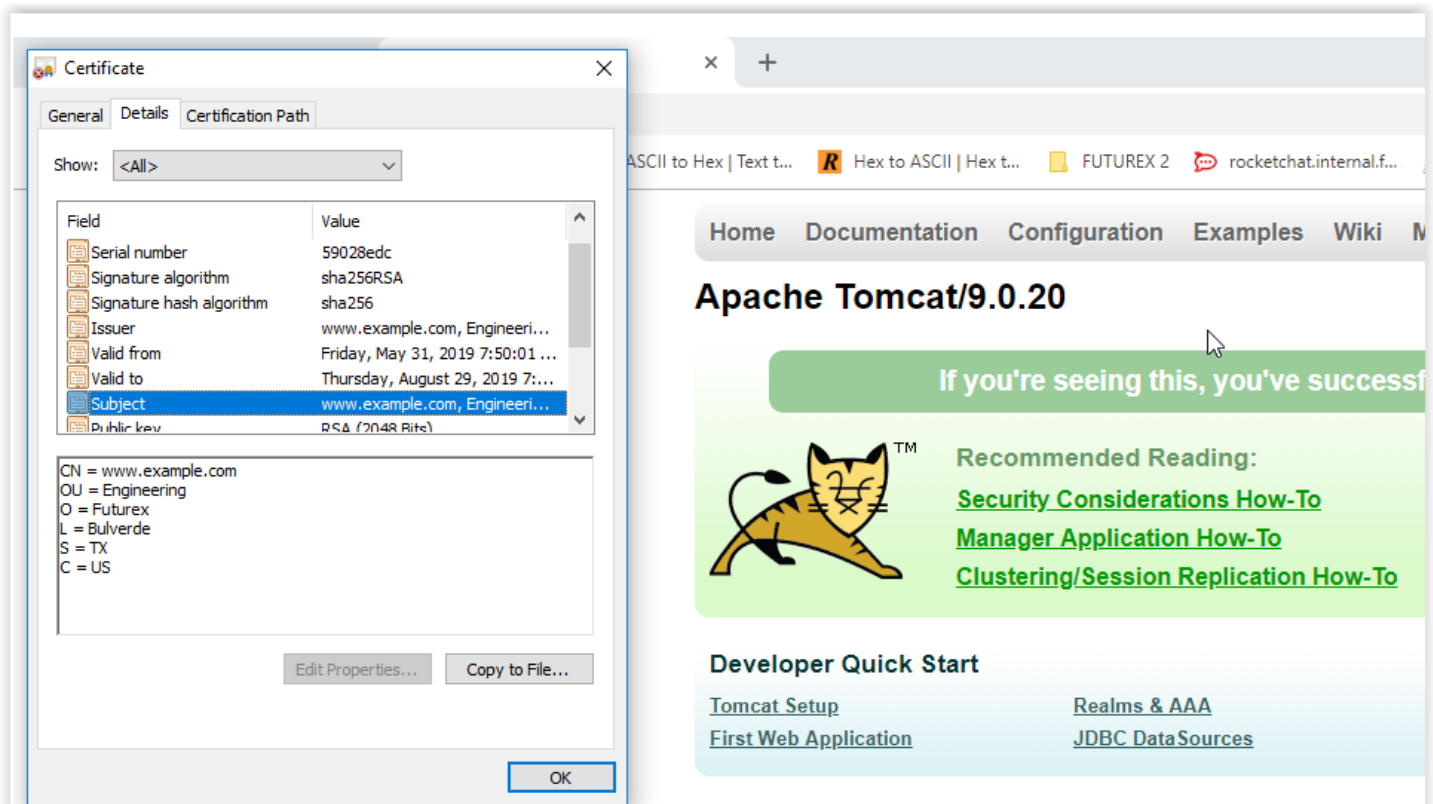 Certificate
General Details Certification Path
Show: <All>
Field Value
Serial number 59028edc
Signature algorithm sha256RSA
Signature hash algorithm sha256
Issuer www.example.com, Engineeri...
Valid from Friday, May 31, 2019 7:50:01 ...
Valid to Thursday, August 29, 2019 7:...
Subject www.example.com, Engineeri...
Public key RSA (2048 Bits)
CN = www.example.com
OU = Engineering
O = Futurex
L = Bulverde
S = TX
C = US
Edit Properties... Copy to File...
OK
ASCII to Hex | Text t... R Hex to ASCII | Hex t... FUTUREX 2 rocketchat.internal.f...
Home Documentation Configuration Examples Wiki M
Apache Tomcat/9.0.20
If you're seeing this, you've successf
TM
Recommended Reading:
Security Considerations How-To
Manager Application How-To
Clustering/Session Replication How-To
Developer Quick Start
Tomcat Setup Realms & AAA
First Web Application JDBC DataSources